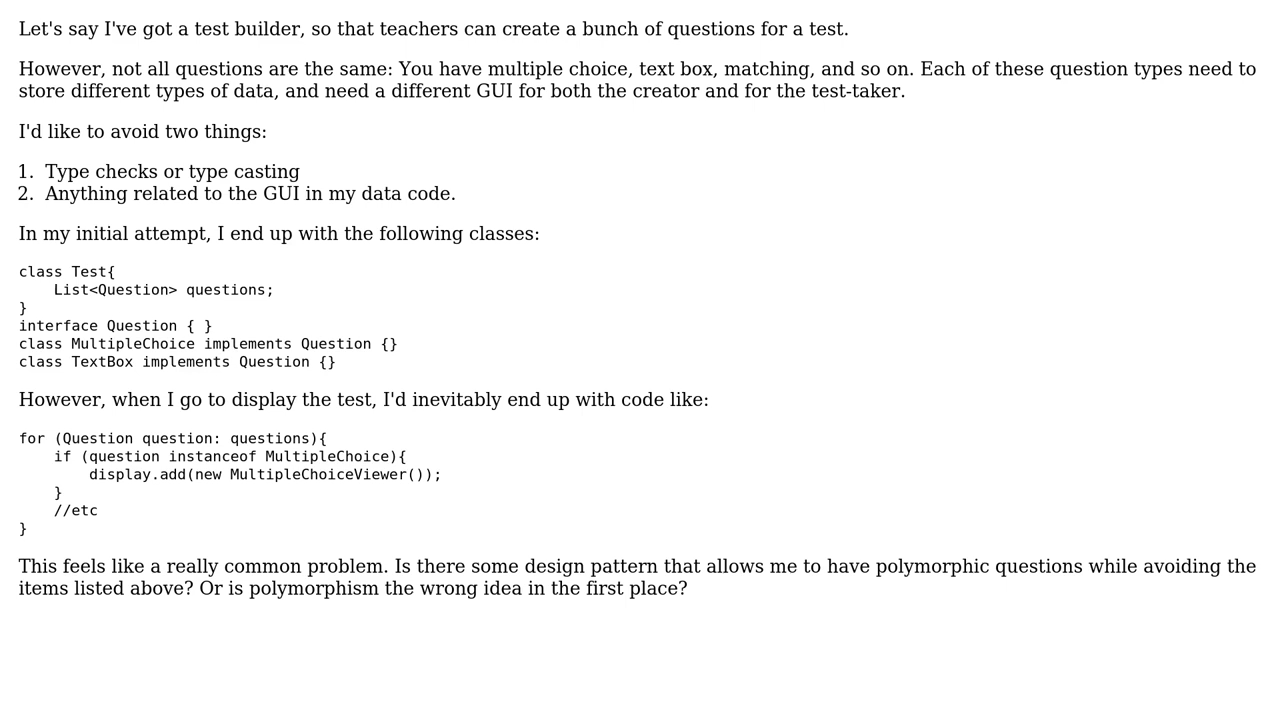 Let's say I've got a test builder, so that teachers can create a bunch of questions for a test.
However, not all questions are the same: You have multiple choice, text box, matching, and so on. Each of these question types need to
store different types of data, and need a different GUI for both the creator and for the test-taker.
I'd like to avoid two things:
1. Type checks or type casting
2. Anything related to the GUI in my data code.
In my initial attempt, I end up with the following classes:
class Test{
    List<Question> questions;
}
interface Question { }
class MultipleChoice implements Question {}
class TextBox implements Question {}
However, when I go to display the test, I'd inevitably end up with code like:
for (Question question: questions){
    if (question instanceof MultipleChoice){
        display.add(new MultipleChoiceViewer());
    }
    //etc
}
This feels like a really common problem. Is there some design pattern that allows me to have polymorphic questions while avoiding the
items listed above? Or is polymorphism the wrong idea in the first place?